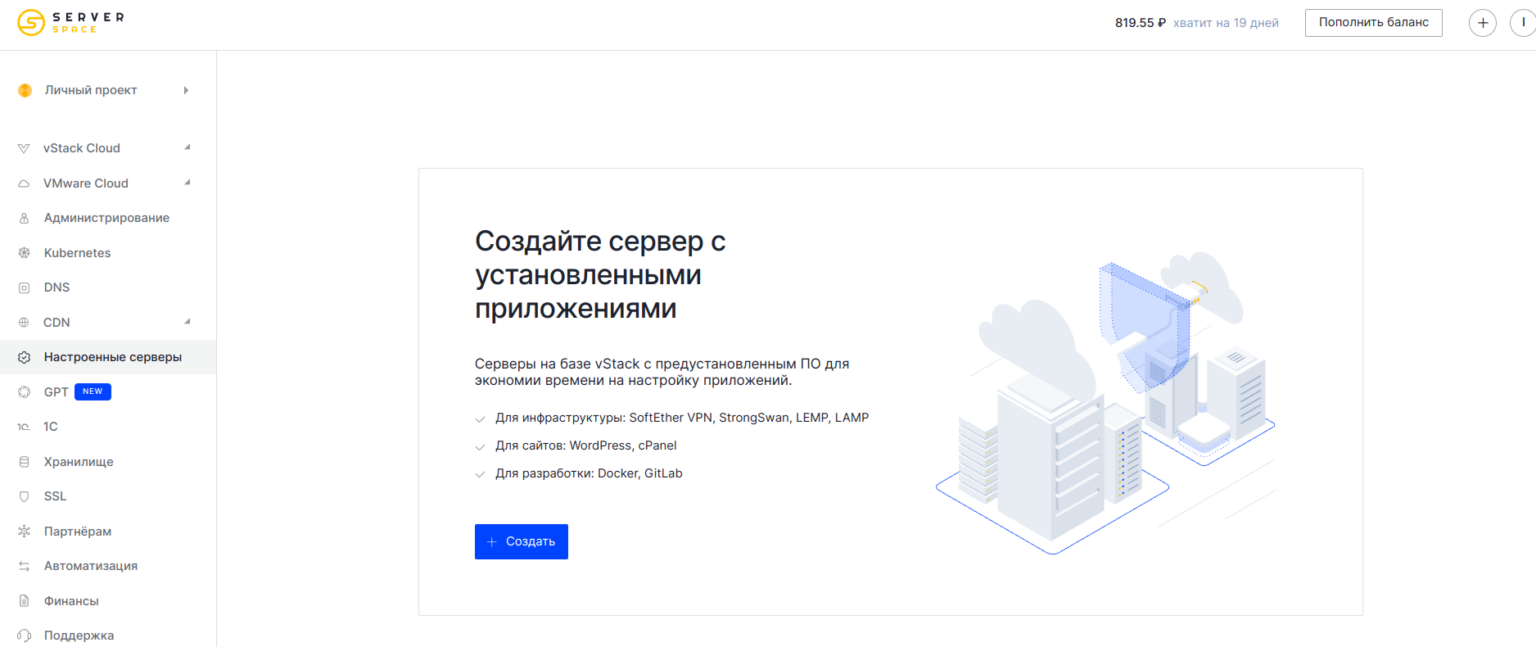 SERVER
SPACE
819.55 ₽ хватит на 19 дней
Пополнить баланс
Личный проект
vStack Cloud
VMware Cloud
Администрирование
Kubernetes
DNS
CDN
Настроенные серверы
GPT NEW
1C
Хранилище
SSL
Партнёрам
Автоматизация
Финансы
Поддержка
Создайте сервер с
установленными
приложениями
Серверы на базе vStack с предустановленным ПО для
экономии времени на настройку приложений.
Для инфраструктуры: SoftEther VPN, StrongSwan, LEMP, LAMP
Для сайтов: WordPress, cPanel
Для разработки: Docker, GitLab
+ Создать